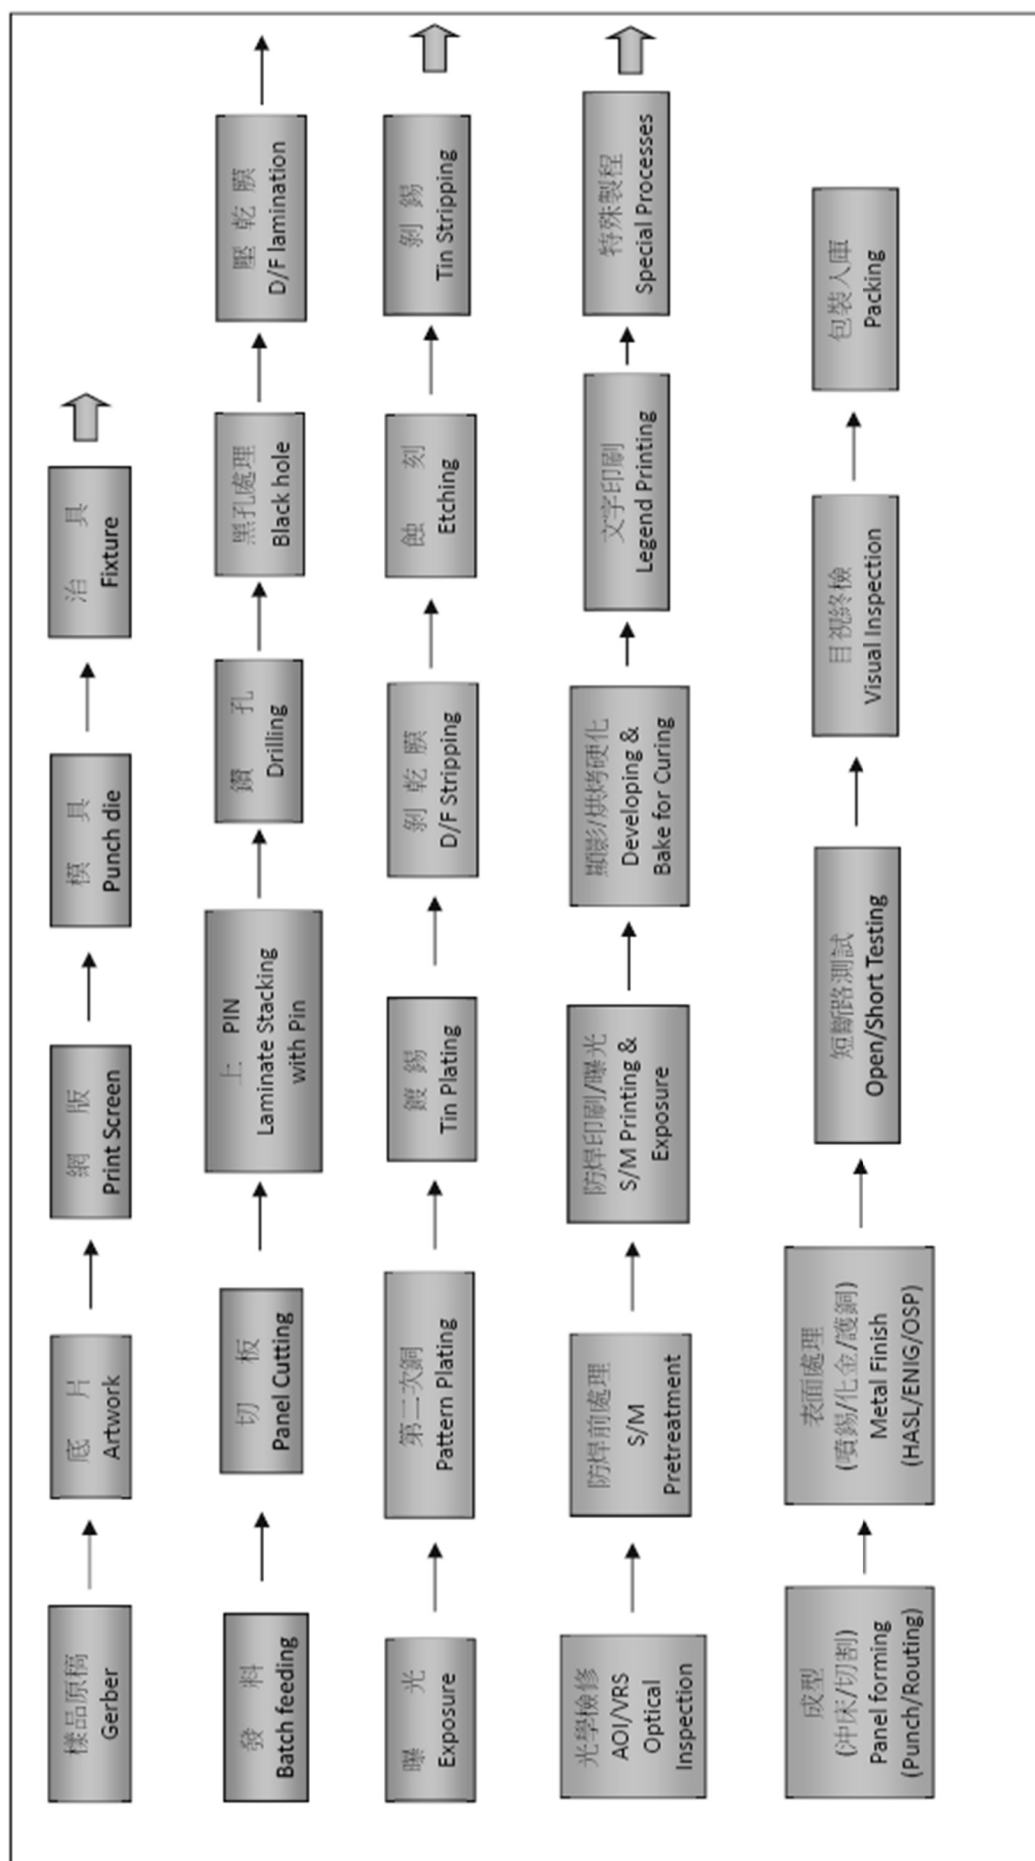 樣品原稿
Gerber
底 片
Artwork
網 版
Print Screen
模 具
Punch die
治 具
Fixture
發 料
Batch feeding
切 板
Panel Cutting
上 PIN
Laminate Stacking
with Pin
鑽 孔
Drilling
黑孔處理
Black hole
壓 乾 膜
D/F lamination
曝 光
Exposure
第二次銅
Pattern Plating
鍍 錫
Tin Plating
剝 乾 膜
D/F Stripping
蝕 刻
Etching
剝 錫
Tin Stripping
光學檢修
AOI/VRS
Optical
Inspection
防焊前處理
S/M
Pretreatment
防焊印刷/曝光
S/M Printing &
Exposure
顯影/烘烤硬化
Developing &
Bake for Curing
文字印刷
Legend Printing
特殊製程
Special Processes
成型
(沖床/切割)
Panel forming
(Punch/Routing)
表面處理
(噴錫/化金/護銅)
Metal Finish
(HASL/ENIG/OSP)
短斷路測試
Open/Short Testing
目視終檢
Visual Inspection
包裝入庫
Packing